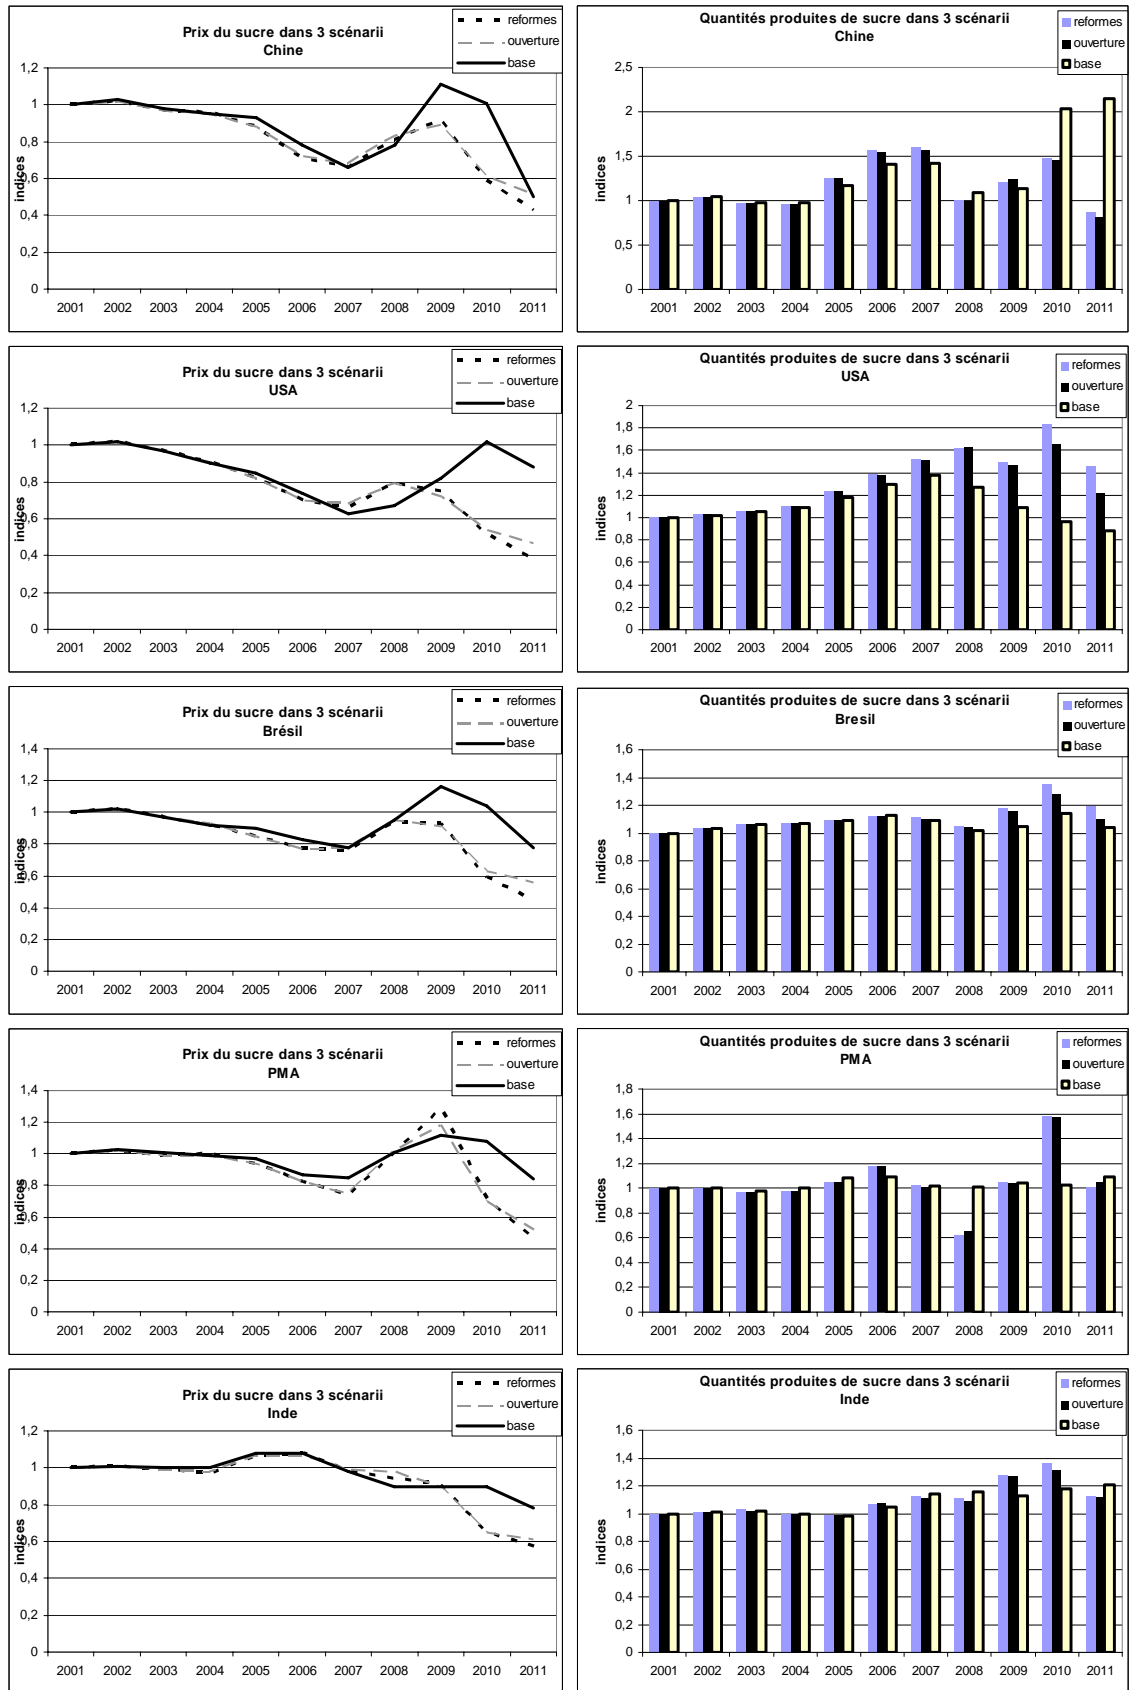 Prix du sucre dans 3 scénarii
Chine
reformes
ouverture
base
indices
1,2
1
0,8
0,6
0,4
0,2
0
2001 2002 2003 2004 2005 2006 2007 2008 2009 2010 2011
Quantités produites de sucre dans 3 scénarii
Chine
reformes
ouverture
base
indices
2,5
2
1,5
1
0,5
0
2001 2002 2003 2004 2005 2006 2007 2008 2009 2010 2011
Prix du sucre dans 3 scénarii
USA
reformes
ouverture
base
indices
1,2
1
0,8
0,6
0,4
0,2
0
2001 2002 2003 2004 2005 2006 2007 2008 2009 2010 2011
Quantités produites de sucre dans 3 scénarii
USA
reformes
ouverture
base
indices
2
1,8
1,6
1,4
1,2
1
0,8
0,6
0,4
0,2
0
2001 2002 2003 2004 2005 2006 2007 2008 2009 2010 2011
Prix du sucre dans 3 scénarii
Brésil
reformes
ouverture
base
indices
1,4
1,2
1
0,8
0,6
0,4
0,2
0
2001 2002 2003 2004 2005 2006 2007 2008 2009 2010 2011
Quantités produites de sucre dans 3 scénarii
Bresil
reformes
ouverture
base
indices
1,6
1,4
1,2
1
0,8
0,6
0,4
0,2
0
2001 2002 2003 2004 2005 2006 2007 2008 2009 2010 2011
Prix du sucre dans 3 scénarii
PMA
reformes
ouverture
base
indices
1,4
1,2
1
0,8
0,6
0,4
0,2
0
2001 2002 2003 2004 2005 2006 2007 2008 2009 2010 2011
Quantités produites de sucre dans 3 scénarii
PMA
reformes
ouverture
base
indices
1,8
1,6
1,4
1,2
1
0,8
0,6
0,4
0,2
0
2001 2002 2003 2004 2005 2006 2007 2008 2009 2010 2011
Prix du sucre dans 3 scénarii
Inde
reformes
ouverture
base
indices
1,2
1
0,8
0,6
0,4
0,2
0
2001 2002 2003 2004 2005 2006 2007 2008 2009 2010 2011
Quantités produites de sucre dans 3 scénarii
Inde
reformes
ouverture
base
indices
1,6
1,4
1,2
1
0,8
0,6
0,4
0,2
0
2001 2002 2003 2004 2005 2006 2007 2008 2009 2010 2011